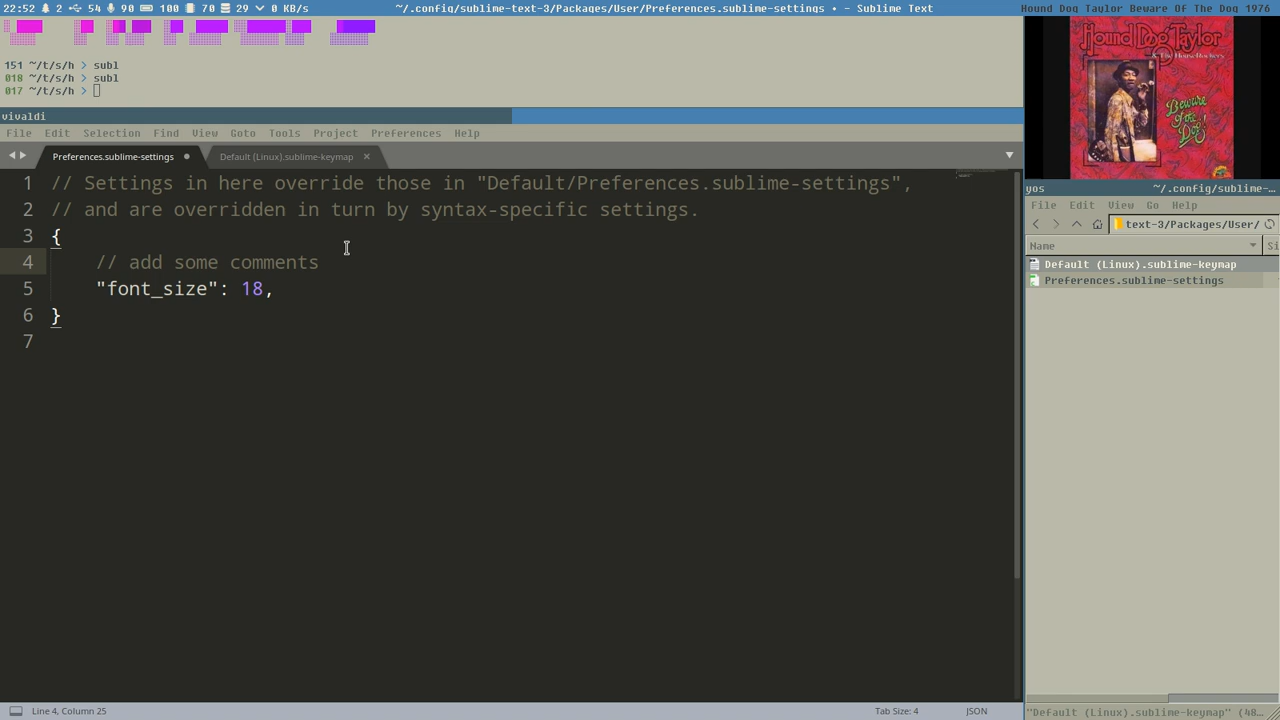 22:52 2 54 90 100 70 29 0 KB/s
~/.config/sublime-text-3/Packages/User/Preferences.sublime-settings • - Sublime Text
Hound Dog Taylor Beware Of The Dog 1976
151 ~/t/s/h > subl
018 ~/t/s/h > subl
017 ~/t/s/h >
vivaldi
File Edit Selection Find View Goto Tools Project Preferences Help
Preferences.sublime-settings • Default (Linux).sublime-keymap ×
1 // Settings in here override those in "Default/Preferences.sublime-settings",
2 // and are overridden in turn by syntax-specific settings.
3 {
4 // add some comments
5 "font_size": 18,
6 }
7
Line 4, Column 25
Tab Size: 4 JSON
Hound Dog Taylor
& The HouseRockers
Beware
of the
Dog!
yos ~/.config/sublime-…
File Edit View Go Help
text-3/Packages/User/
Name Si
Default (Linux).sublime-keymap
Preferences.sublime-settings
"Default (Linux).sublime-keymap" (48…